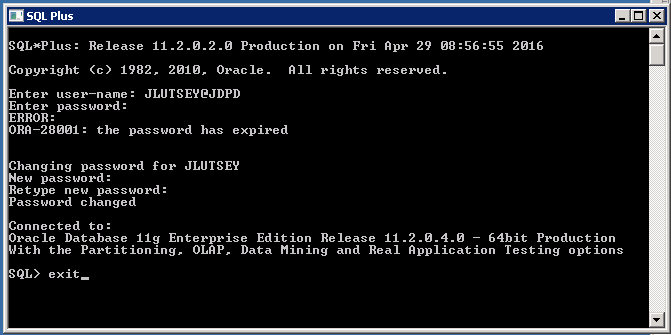 SQL Plus
SQL*Plus: Release 11.2.0.2.0 Production on Fri Apr 29 08:56:55 2016
Copyright (c) 1982, 2010, Oracle.  All rights reserved.
Enter user-name: JLUTSEY@JDPD
Enter password:
ERROR:
ORA-28001: the password has expired
Changing password for JLUTSEY
New password:
Retype new password:
Password changed
Connected to:
Oracle Database 11g Enterprise Edition Release 11.2.0.4.0 - 64bit Production
With the Partitioning, OLAP, Data Mining and Real Application Testing options
SQL> exit_